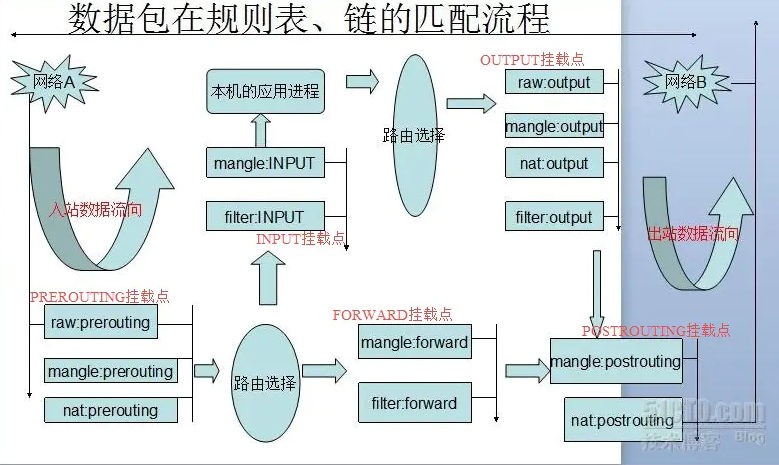 数据包在规则表、链的匹配流程
网络A
本机的应用进程
mangle:INPUT
filter:INPUT
INPUT挂载点
路由选择
OUTPUT挂载点
raw:output
mangle:output
nat:output
filter:output
网络B
入站数据流向
出站数据流向
PREROUTING挂载点
raw:prerouting
mangle:prerouting
nat:prerouting
路由选择
FORWARD挂载点
mangle:forward
filter:forward
POSTROUTING挂载点
mangle:postrouting
nat:postrouting
51CTO.com
技术博客 Blog